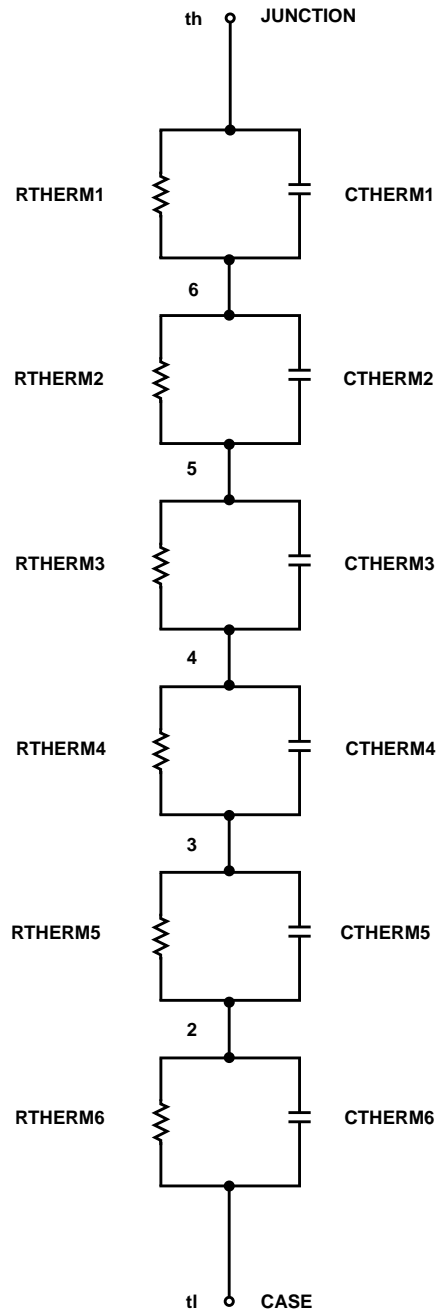 th JUNCTION
RTHERM1 CTHERM1
6
RTHERM2 CTHERM2
5
RTHERM3 CTHERM3
4
RTHERM4 CTHERM4
3
RTHERM5 CTHERM5
2
RTHERM6 CTHERM6
tl CASE